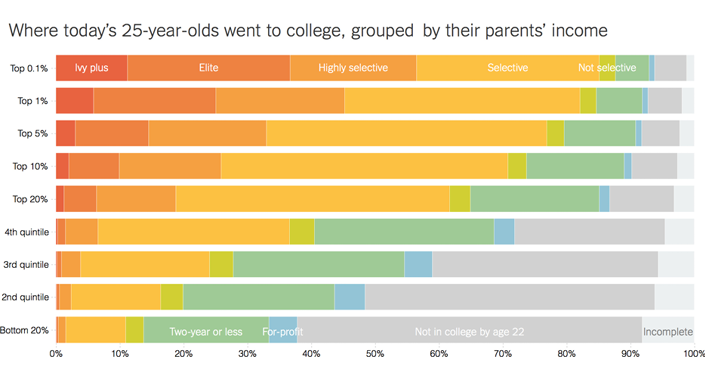 Where today's 25-year-olds went to college, grouped by their parents' income
Top 0.1%
Ivy plus
Elite
Highly selective
Selective
Not selective
Top 1%
Top 5%
Top 10%
Top 20%
4th quintile
3rd quintile
2nd quintile
Bottom 20%
Two-year or less
For-profit
Not in college by age 22
Incomplete
0% 10% 20% 30% 40% 50% 60% 70% 80% 90% 100%